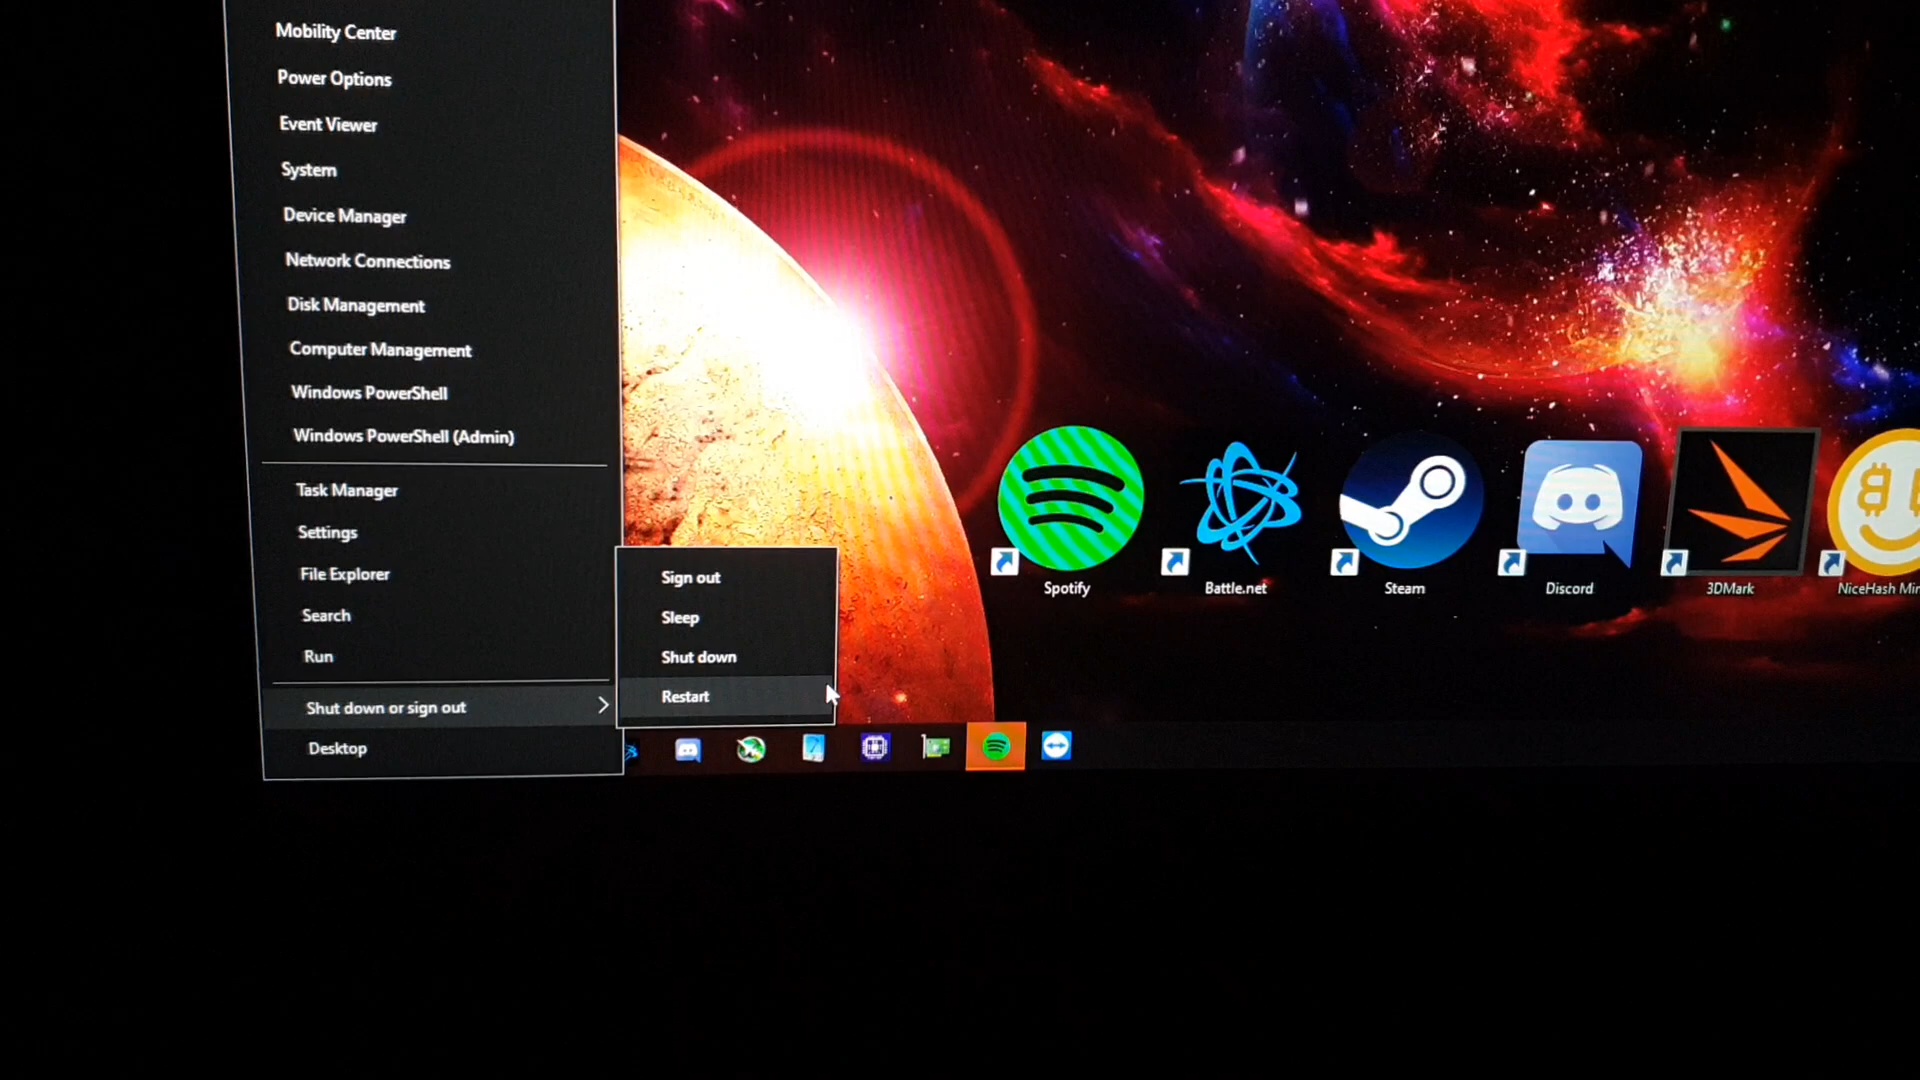 Mobility Center
Power Options
Event Viewer
System
Device Manager
Network Connections
Disk Management
Computer Management
Windows PowerShell
Windows PowerShell (Admin)
Task Manager
Settings
File Explorer
Search
Run
Shut down or sign out
Desktop
Sign out
Sleep
Shut down
Restart
Spotify
Battle.net
Steam
Discord
3DMark
NiceHash